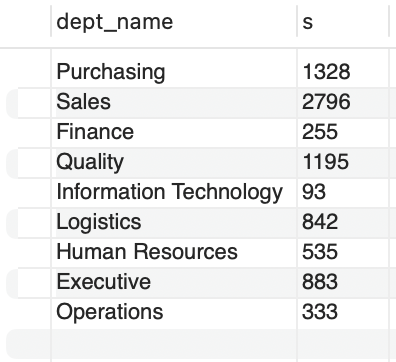 dept_name s
Purchasing 1328
Sales 2796
Finance 255
Quality 1195
Information Technology 93
Logistics 842
Human Resources 535
Executive 883
Operations 333